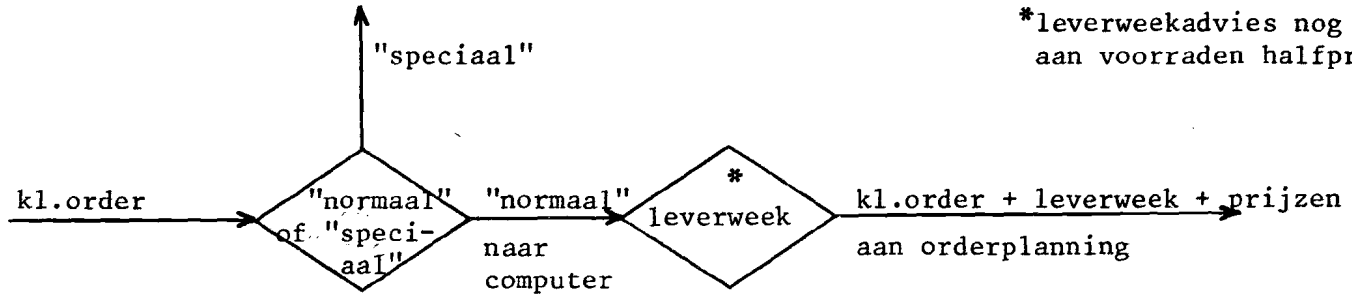 *leverweekadvies nog
aan voorraden
"speciaal"
kl.order
"normaal"
of "speci-
aal"
"normaal"
naar
computer
*
leverweek
kl.order + leverweek + prijzen
aan orderplanning